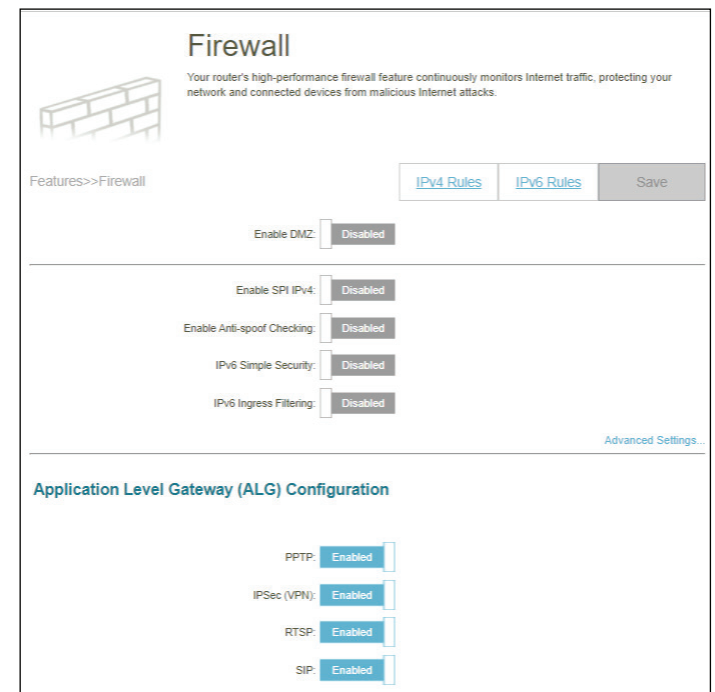 Firewall
Your router's high-performance firewall feature continuously monitors Internet traffic, protecting your
network and connected devices from malicious Internet attacks.
Features>>Firewall
IPv4 Rules
IPv6 Rules
Save
Enable DMZ: Disabled
Enable SPI IPv4: Disabled
Enable Anti-spoof Checking: Disabled
IPv6 Simple Security: Disabled
IPv6 Ingress Filtering: Disabled
Advanced Settings...
Application Level Gateway (ALG) Configuration
PPTP: Enabled
IPSec (VPN): Enabled
RTSP: Enabled
SIP: Enabled